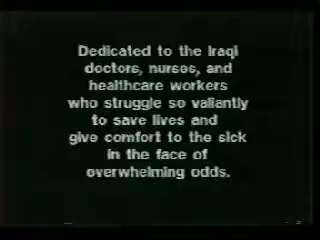 Dedicated to the Iraqi
doctors, nurses, and
healthcare workers
who struggle so valiantly
to save lives and
give comfort to the sick
in the face of
overwhelming odds.